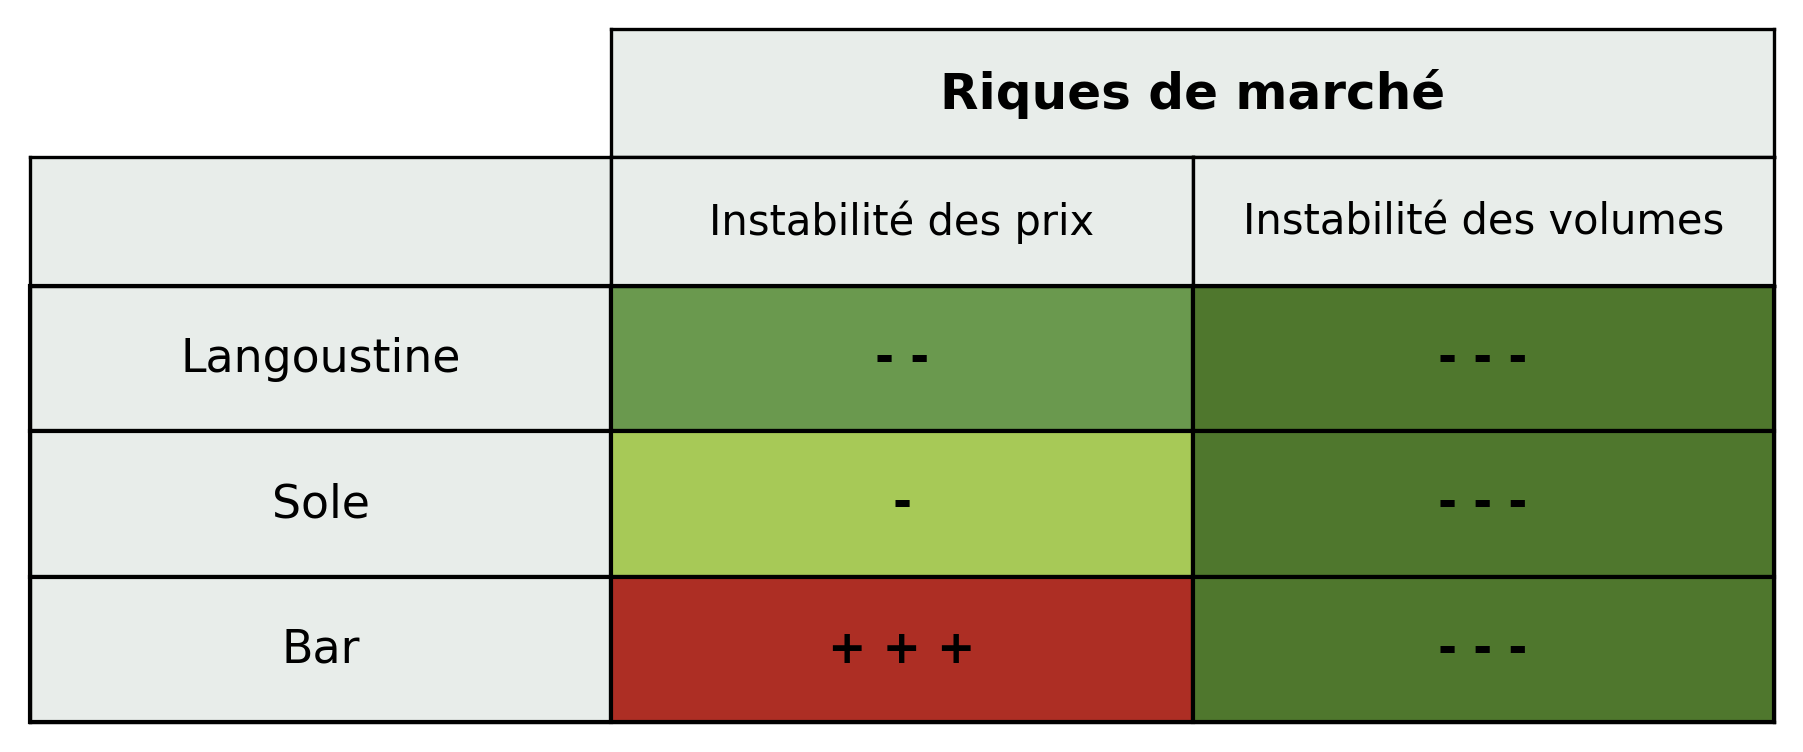 Riques de marché
Instabilité des prix Instabilité des volumes
Langoustine - - - - -
Sole - - - -
Bar + + + - - -